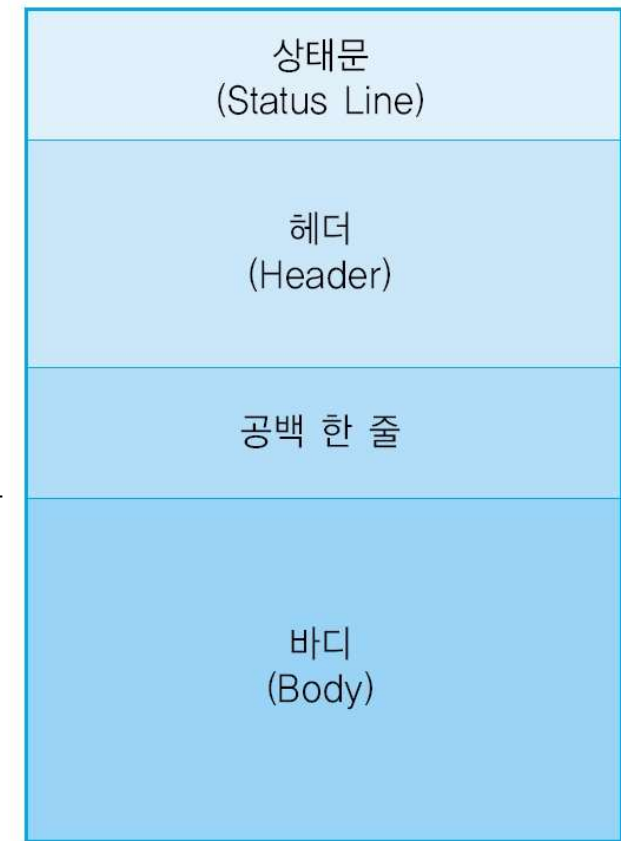 상태문
(Status Line)
헤더
(Header)
공백 한 줄
바디
(Body)